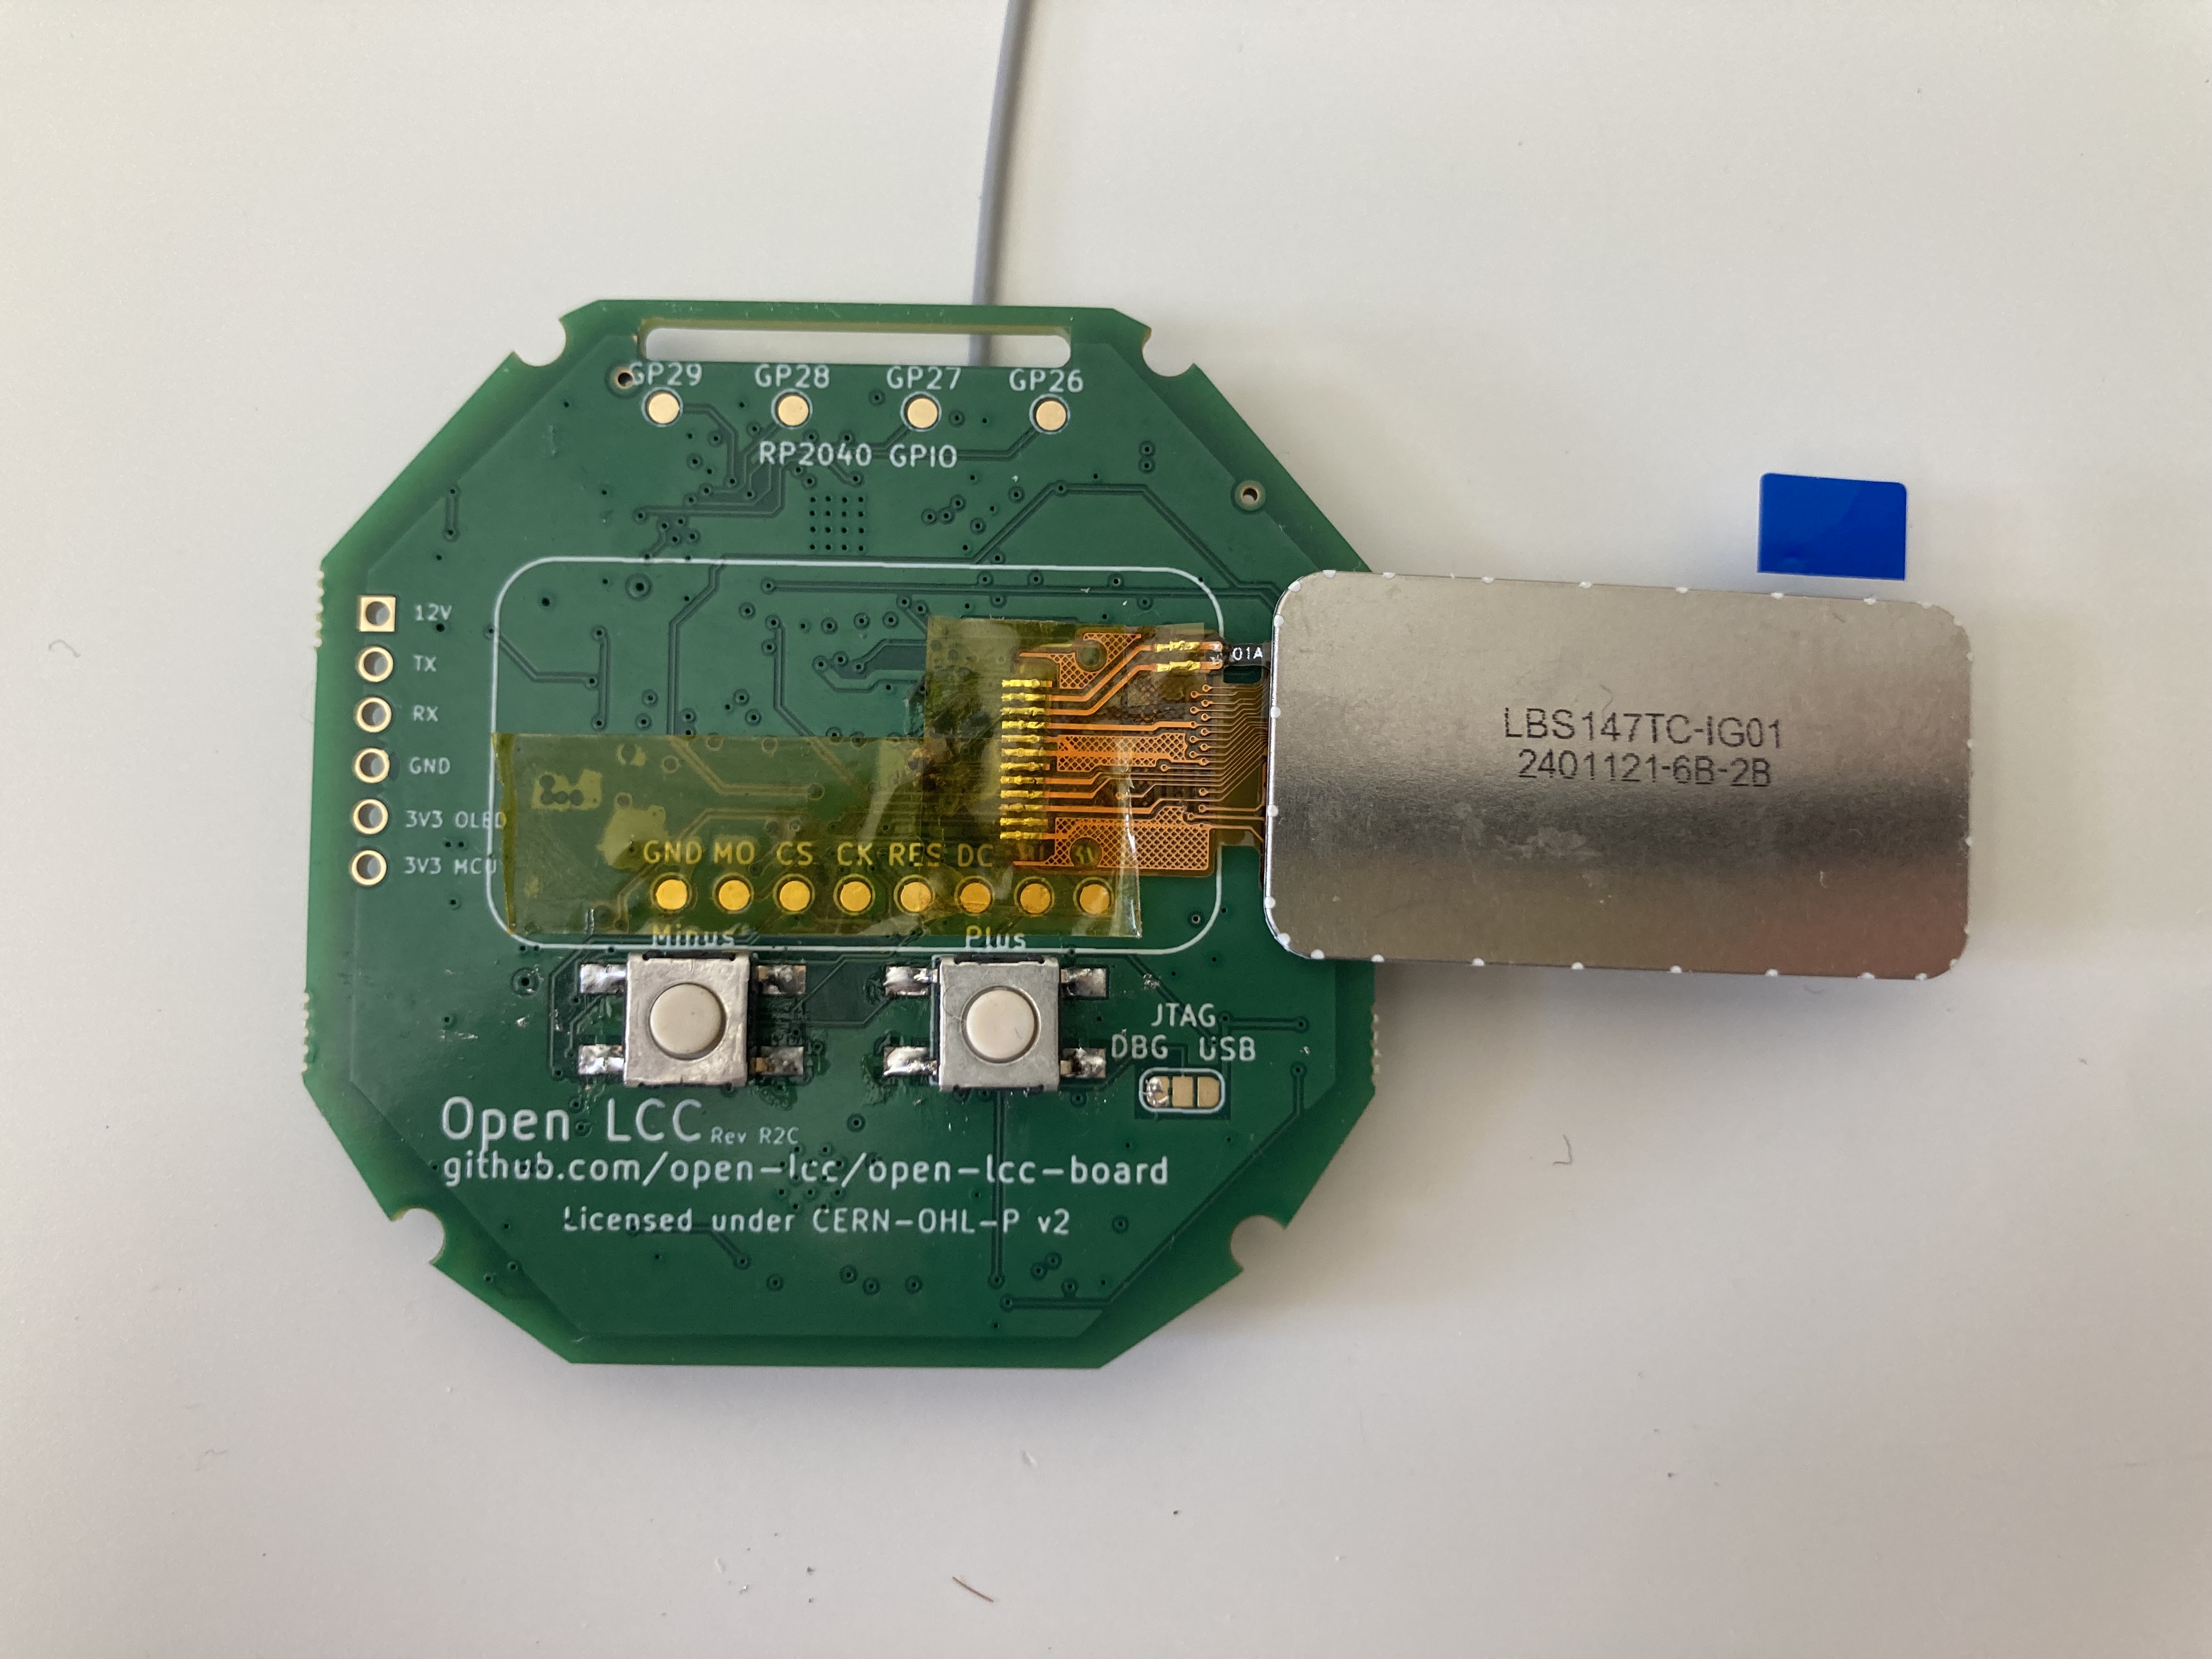 GP29 GP28 GP27 GP26
RP2040 GPIO
12V
TX
RX
GND
3V3 OLED
3V3 MCU
01A
LBS147TC-IG01
2401121-6B-2B
GND MO CS CK RES DC
Minus Plus
JTAG
DBG USB
Open LCC Rev R2C
github.com/open-lcc/open-lcc-board
Licensed under CERN-OHL-P v2